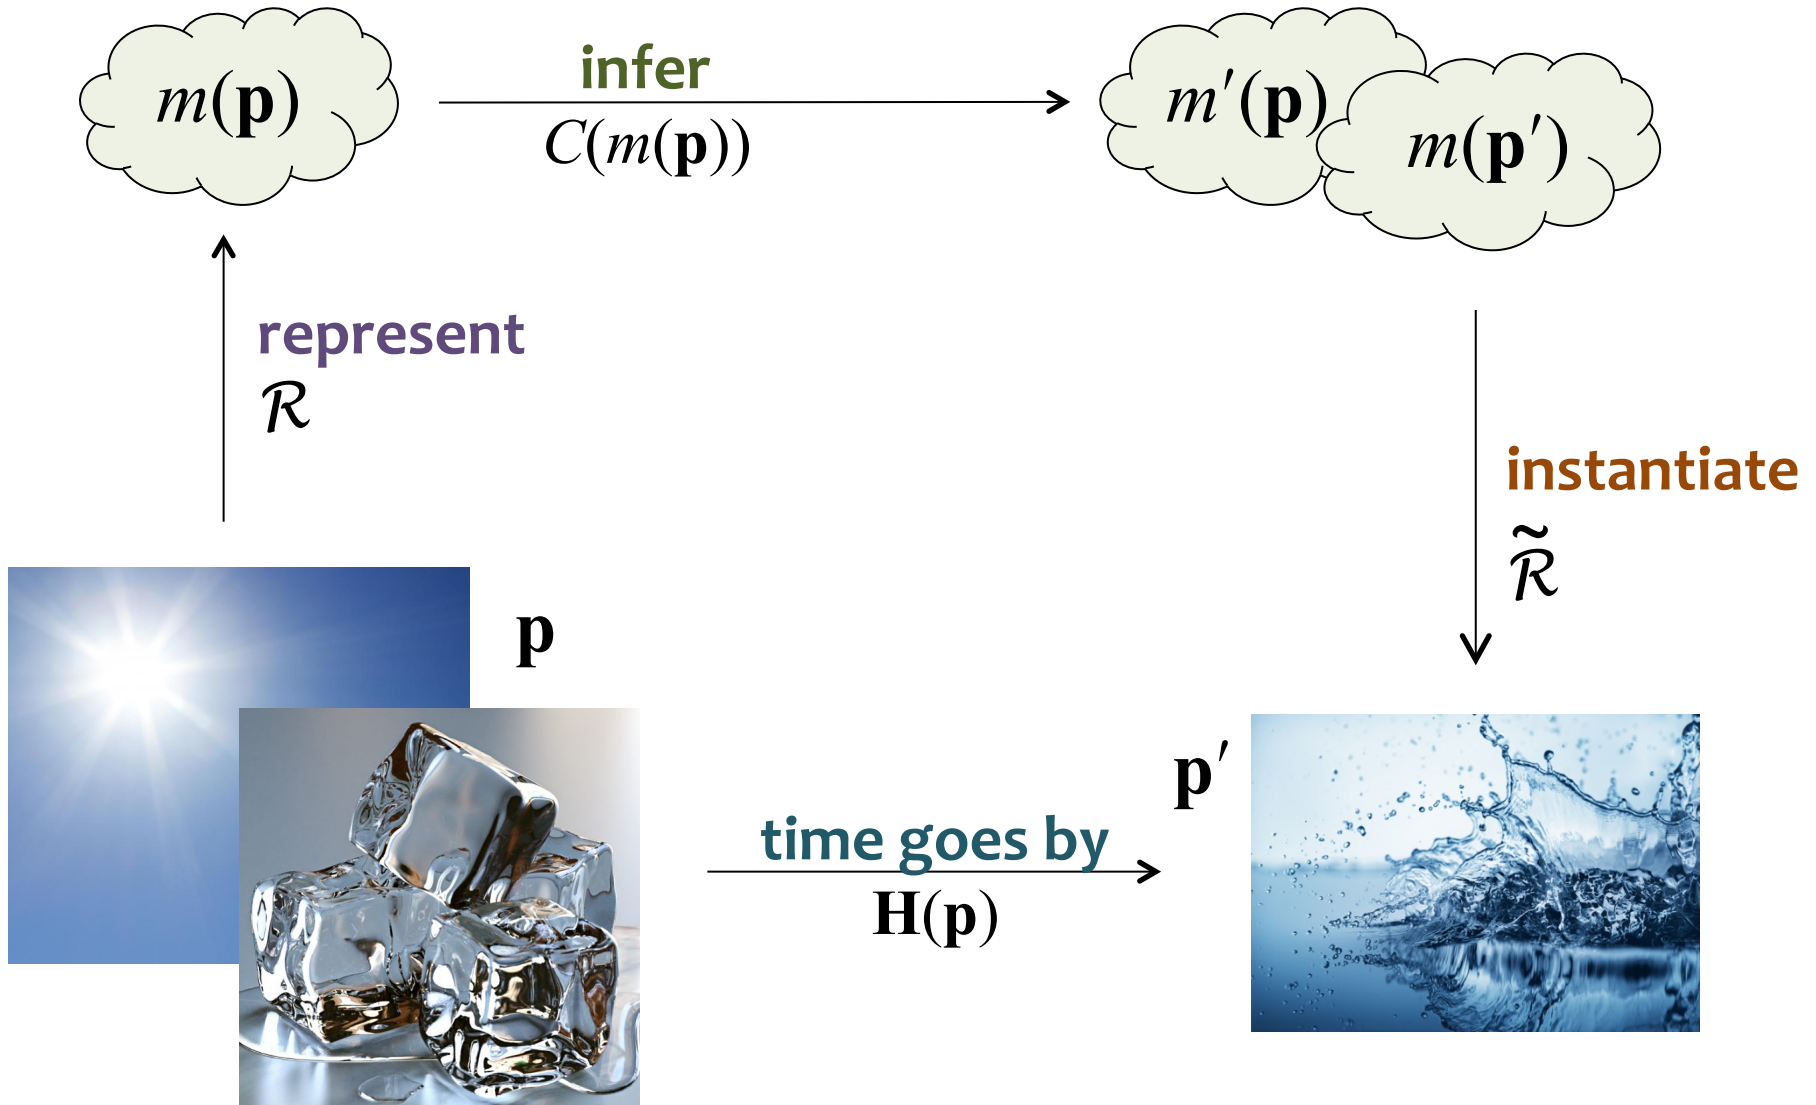 m(p)
infer
C(m(p))
m′(p)
m(p′)
represent
ℛ
instantiate
ℛ̃
p
p′
time goes by
H(p)